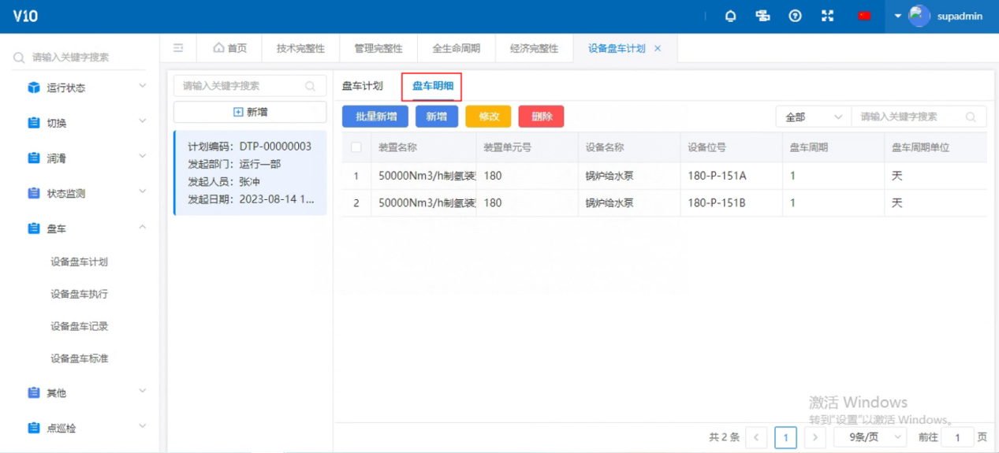 V10
supadmin
请输入关键字搜索
首页
技术完整性
管理完整性
全生命周期
经济完整性
设备盘车计划
运行状态
切换
润滑
状态监测
盘车
设备盘车计划
设备盘车执行
设备盘车记录
设备盘车标准
其他
点巡检
请输入关键字搜索
新增
计划编码：DTP-00000003
发起部门：运行一部
发起人员：张冲
发起日期：2023-08-14 1...
盘车计划 盘车明细
批量新增 新增 修改 删除 全部 请输入关键字搜索
装置名称 装置单元号 设备名称 设备位号 盘车周期 盘车周期单位
1 50000Nm3/h制氢装 180 锅炉给水泵 180-P-151A 1 天
2 50000Nm3/h制氢装 180 锅炉给水泵 180-P-151B 1 天
激活 Windows
转到"设置"以激活 Windows。
共 2 条 1 9条/页 前往 1 页